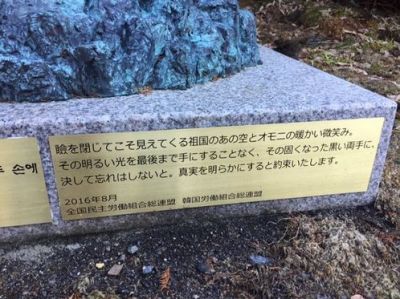 두 손에
瞼を閉じてこそ見えてくる祖国のあの空とオモニの暖かい微笑み。
その明るい光を最後まで手にすることなく、その固くなった黒い両手に、
決して忘れはしないと。真実を明らかにすると約束いたします。
2016年8月
全国民主労働組合総連盟 韓国労働組合総連盟